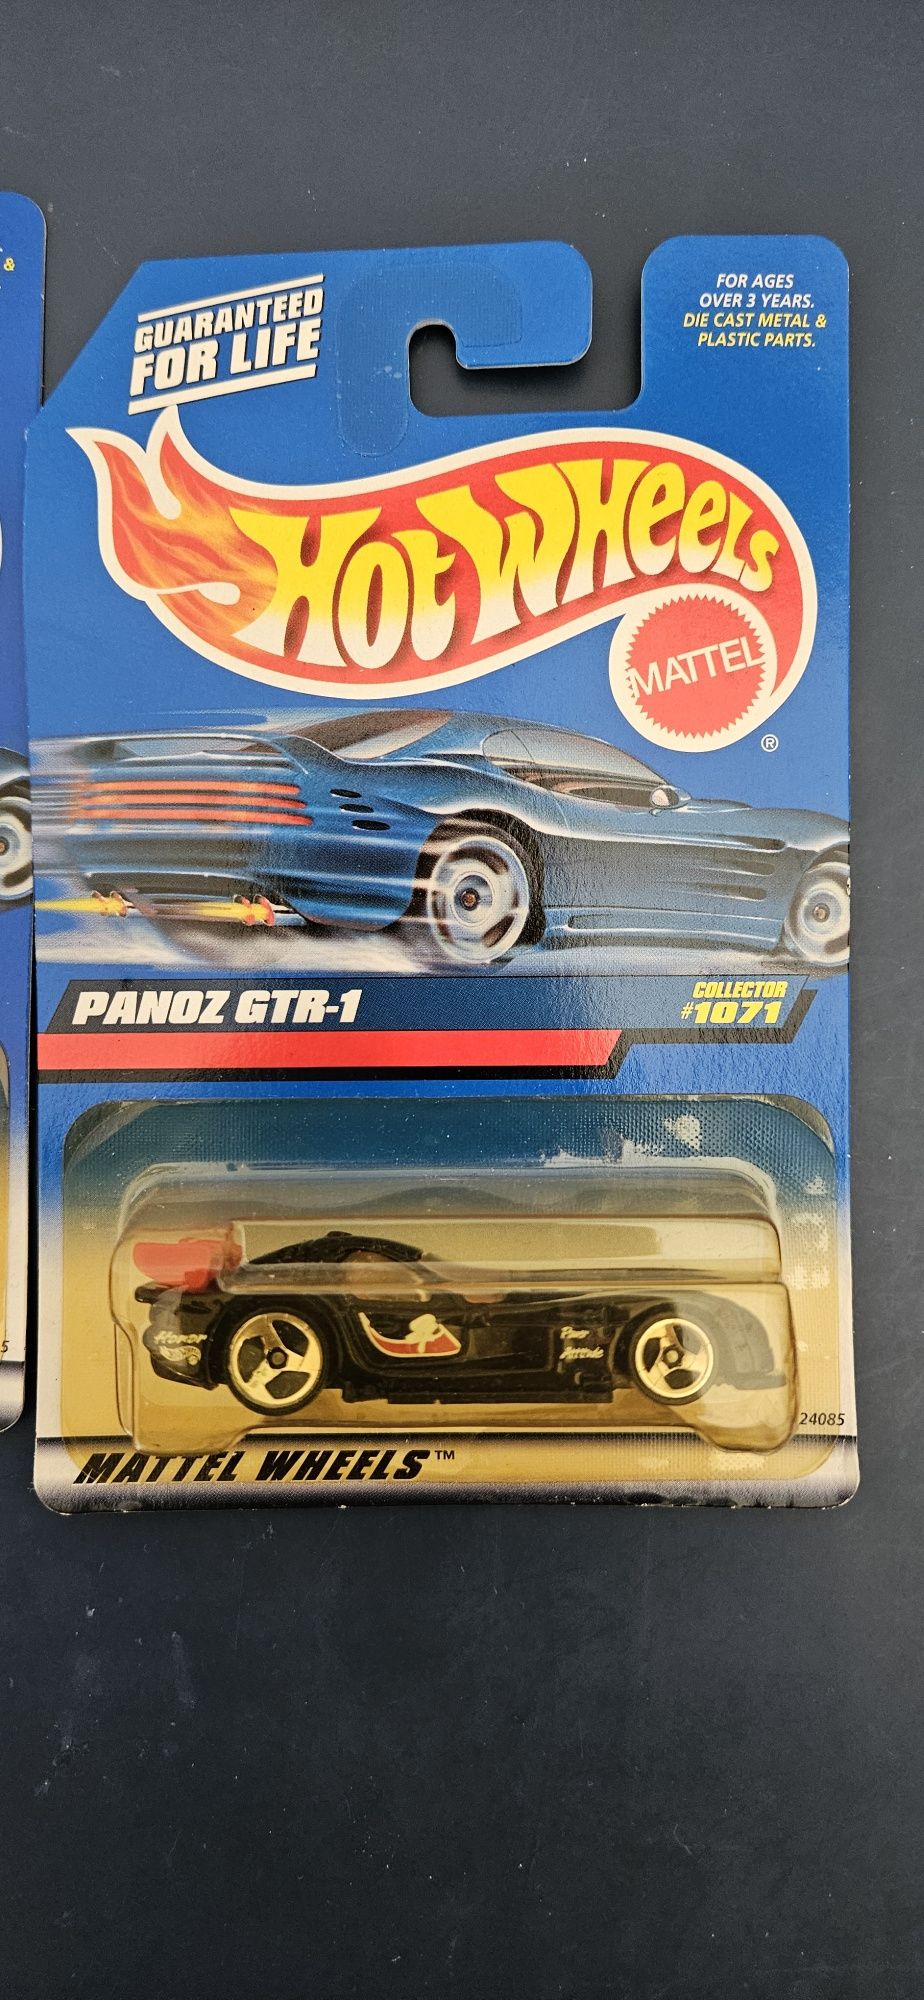 GUARANTEED
FOR LIFE
FOR AGES
OVER 3 YEARS.
DIE CAST METAL &
PLASTIC PARTS.
&
HOT WHEELS
MATTEL
®
PANOZ GTR-1
COLLECTOR
#1071
24085
5
MATTEL WHEELS™